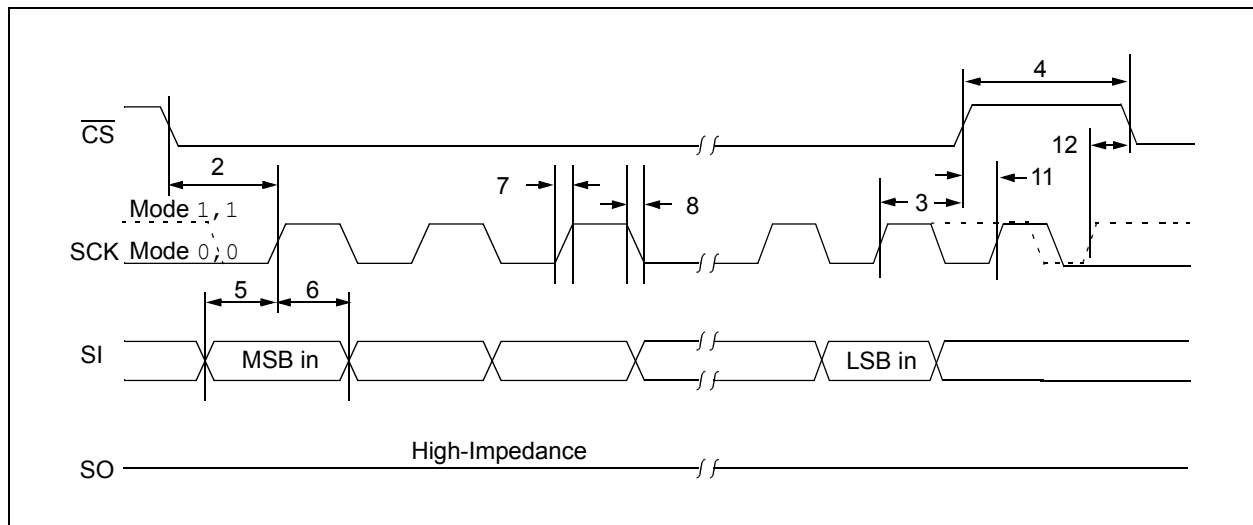 4
CS
12
2
7
8
3
11
Mode 1,1
SCK Mode 0,0
5
6
SI
MSB in
LSB in
High-Impedance
SO